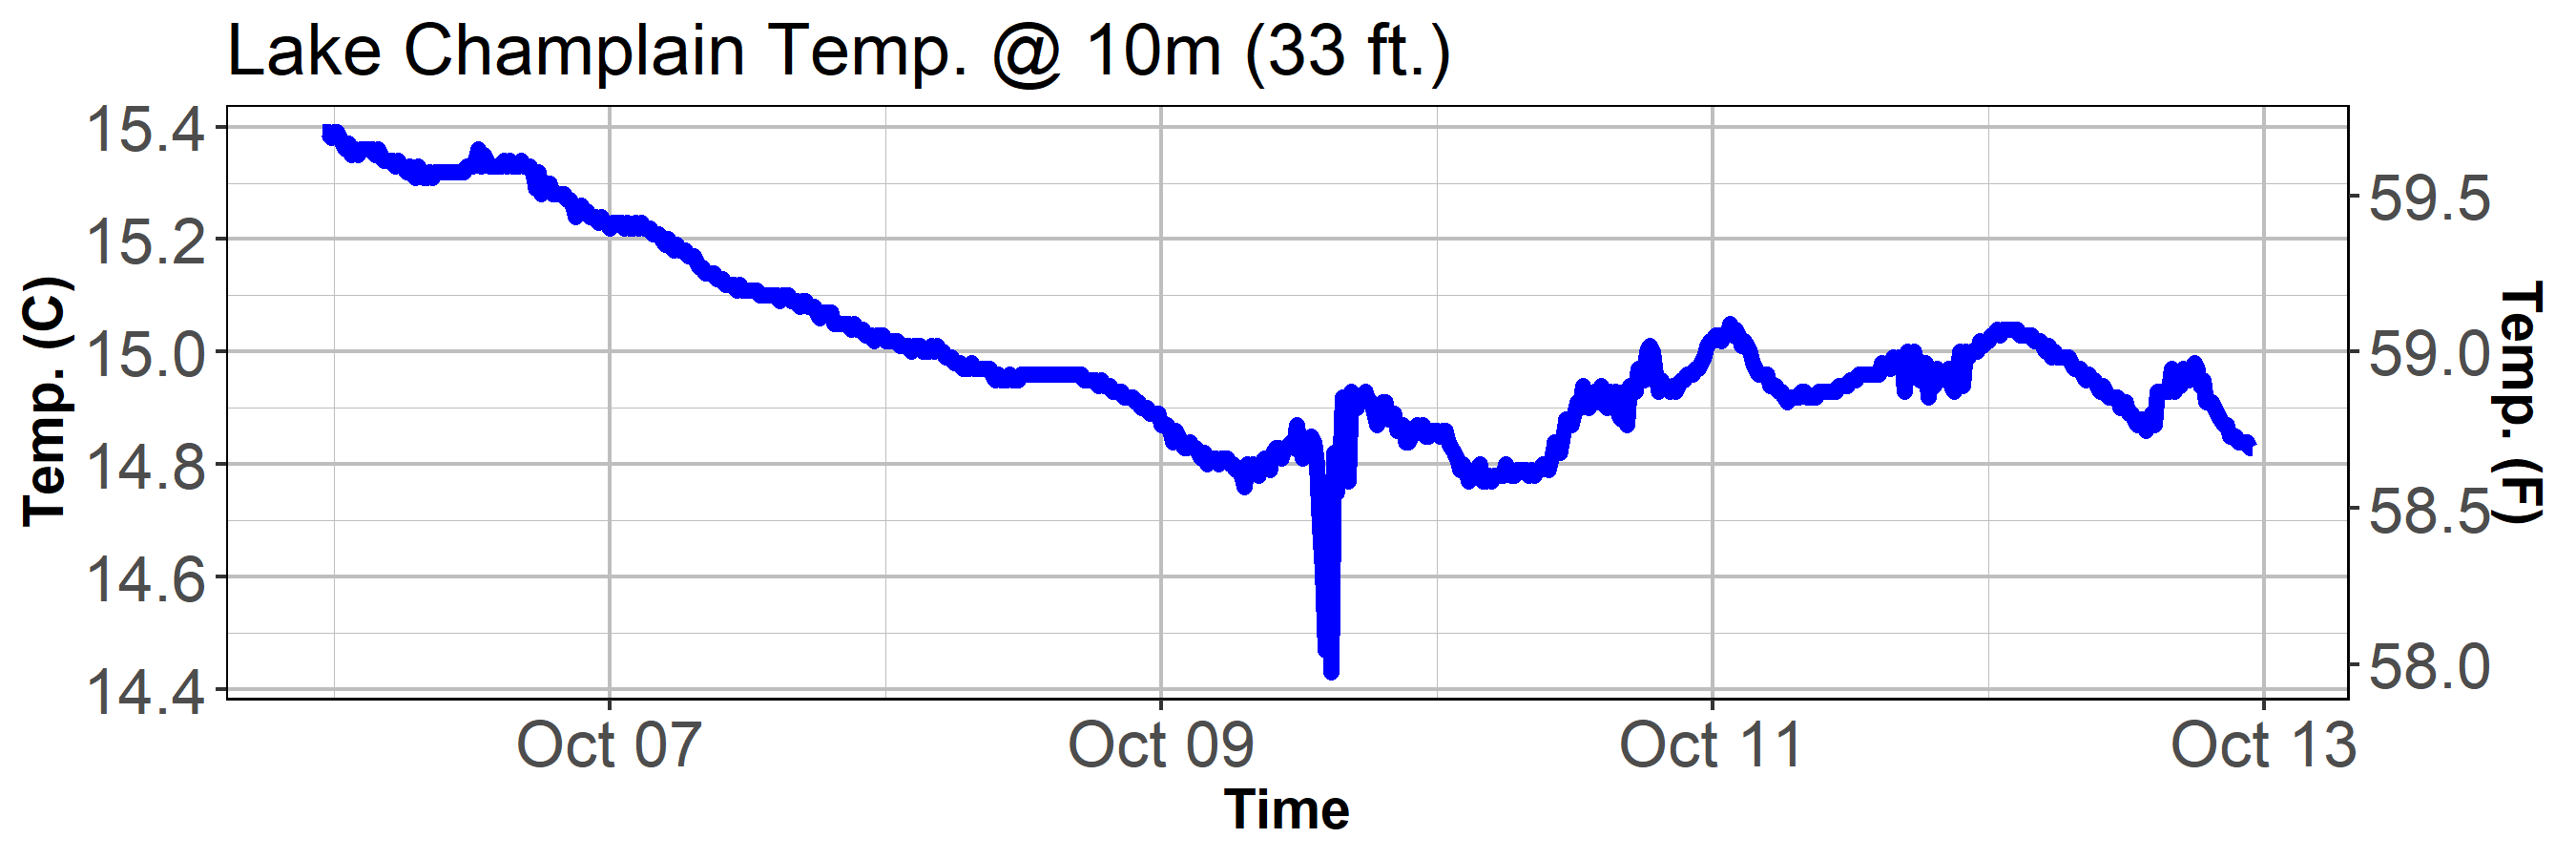 Lake Champlain Temp. @ 10m (33 ft.)
15.4
15.2
15.0
14.8
14.6
14.4
Temp. (C)
59.5
59.0
58.5
58.0
Temp. (F)
Oct 07 Oct 09 Oct 11 Oct 13
Time